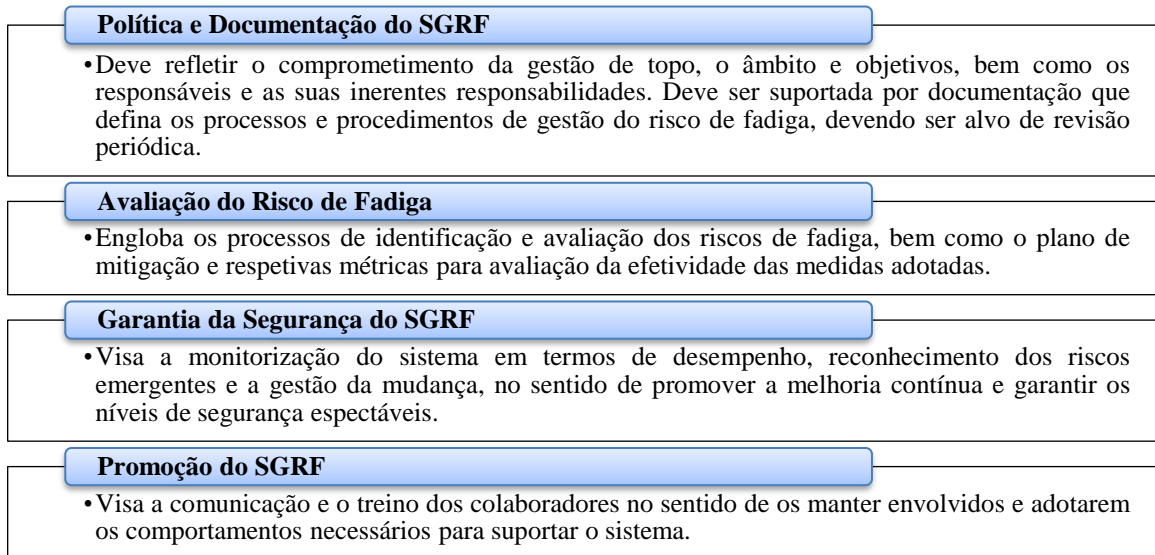 Política e Documentação do SGRF
•Deve refletir o comprometimento da gestão de topo, o âmbito e objetivos, bem como os
responsáveis e as suas inerentes responsabilidades. Deve ser suportada por documentação que
defina os processos e procedimentos de gestão do risco de fadiga, devendo ser alvo de revisão
periódica.
Avaliação do Risco de Fadiga
•Engloba os processos de identificação e avaliação dos riscos de fadiga, bem como o plano de
mitigação e respetivas métricas para avaliação da efetividade das medidas adotadas.
Garantia da Segurança do SGRF
•Visa a monitorização do sistema em termos de desempenho, reconhecimento dos riscos
emergentes e a gestão da mudança, no sentido de promover a melhoria contínua e garantir os
níveis de segurança espectáveis.
Promoção do SGRF
•Visa a comunicação e o treino dos colaboradores no sentido de os manter envolvidos e adotarem
os comportamentos necessários para suportar o sistema.